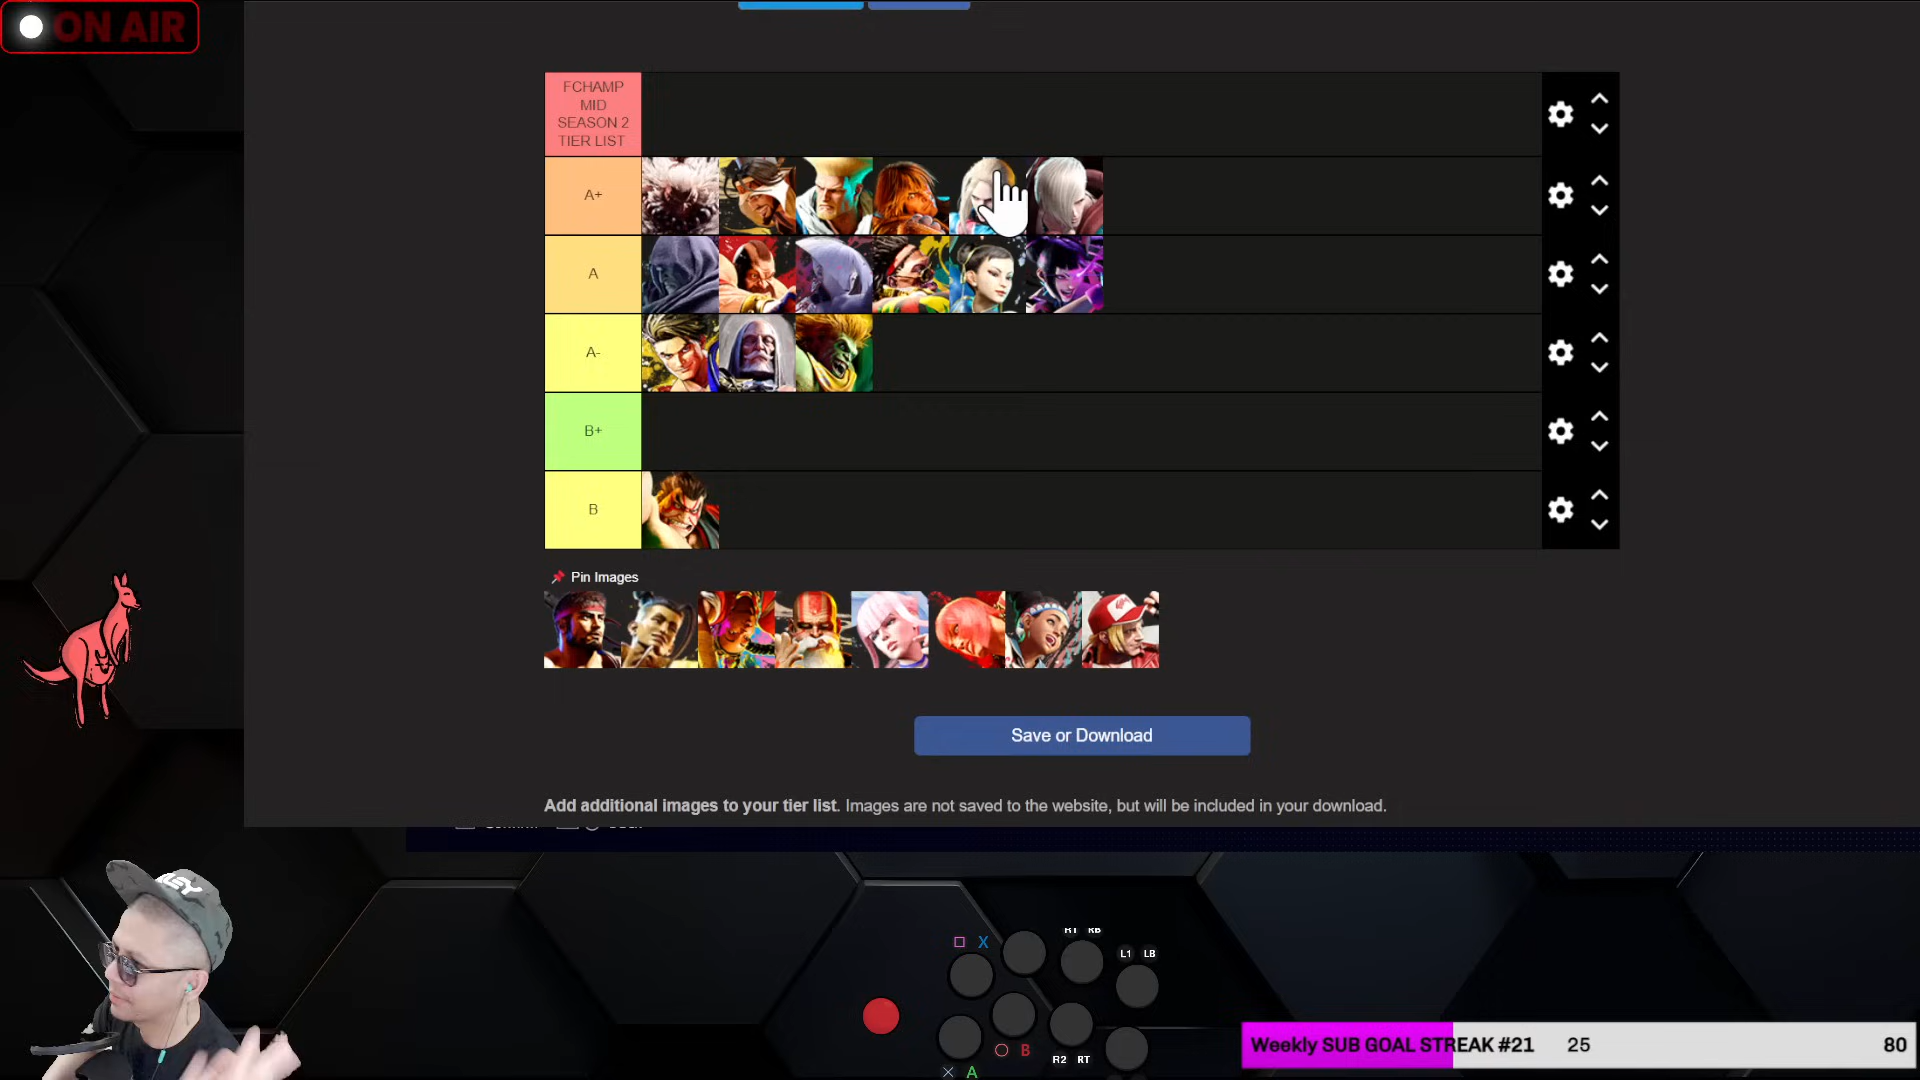 ON AIR
FCHAMP
MID
SEASON 2
TIER LIST
A+
A
A-
B+
B
Pin Images
Save or Download
Add additional images to your tier list. Images are not saved to the website, but will be included in your download.
X
R1 RB
L1 LB
B
R2 RT
A
Weekly SUB GOAL STREAK #21 25 80